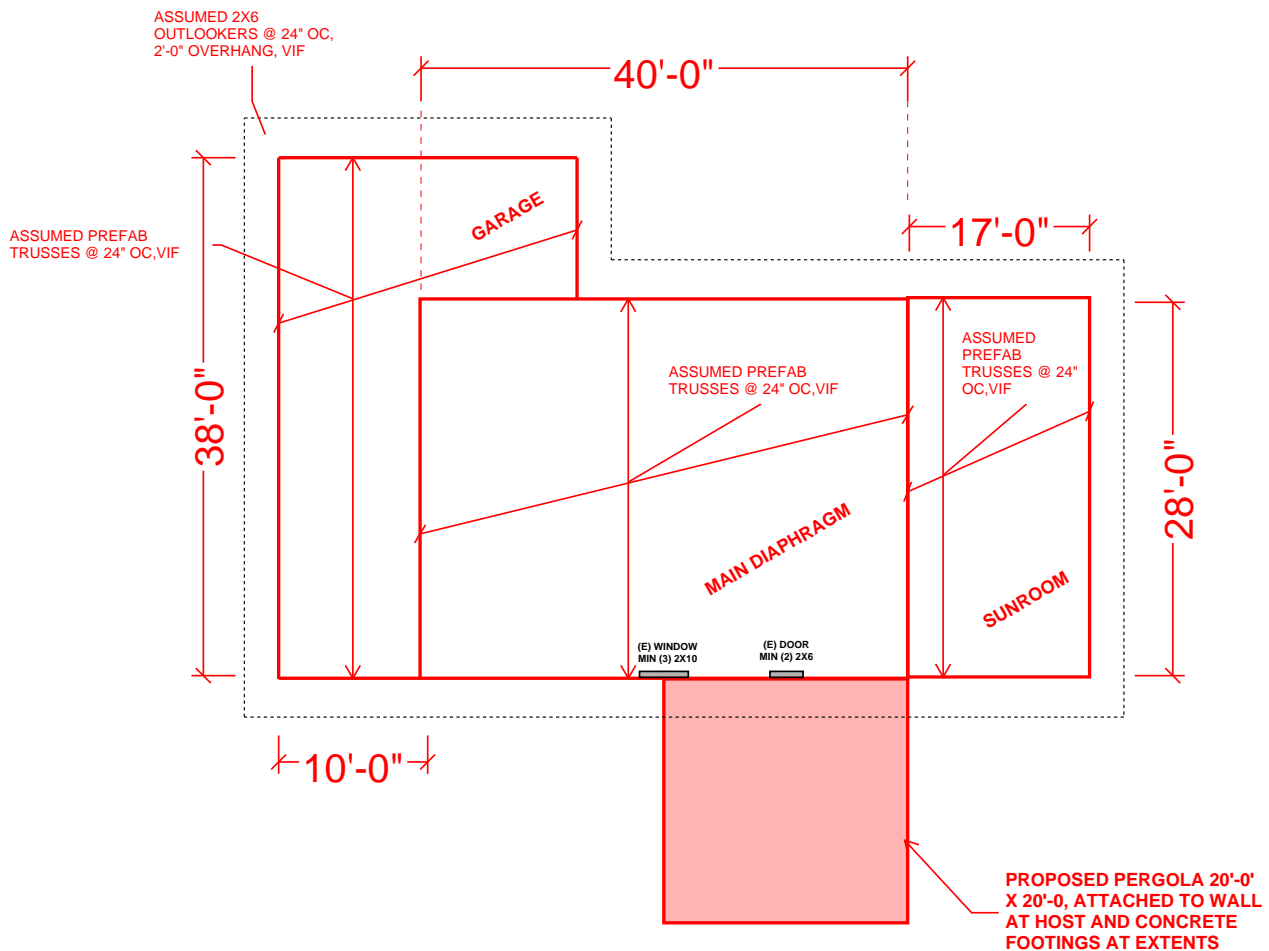 ASSUMED 2X6
OUTLOOKERS @ 24" OC,
2'-0" OVERHANG, VIF
40'-0"
GARAGE
17'-0"
ASSUMED PREFAB
TRUSSES @ 24" OC,VIF
38'-0"
ASSUMED PREFAB
TRUSSES @ 24" OC,VIF
ASSUMED
PREFAB
TRUSSES @ 24"
OC,VIF
28'-0"
MAIN DIAPHRAGM
SUNROOM
(E) WINDOW
MIN (3) 2X10
(E) DOOR
MIN (2) 2X6
10'-0"
PROPOSED PERGOLA 20'-0'
X 20'-0, ATTACHED TO WALL
AT HOST AND CONCRETE
FOOTINGS AT EXTENTS